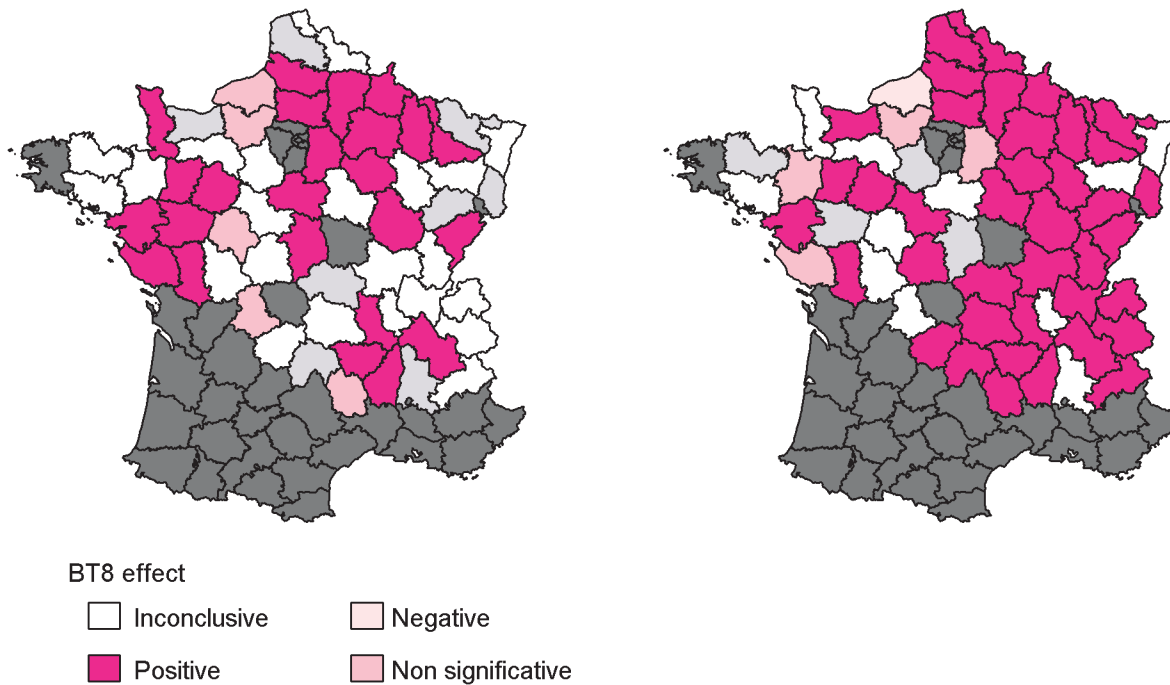 BT8 effect
Inconclusive
Negative
Positive
Non significative